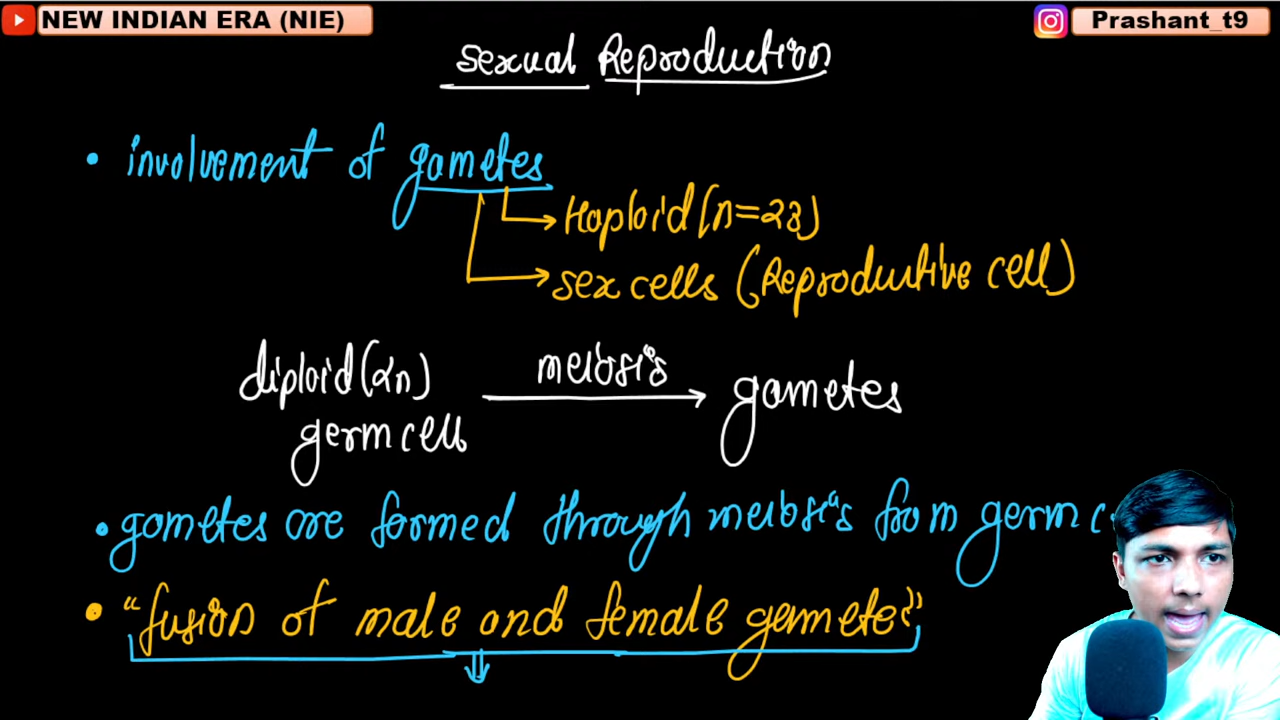 NEW INDIAN ERA (NIE)
Prashant_t9
Sexual Reproduction
• involvement of gametes
Haploid (n=23)
sex cells (Reproductive cell)
diploid (2n) meiosis gametes
germ cell
• gametes are formed through meiosis from germ c
• "fusion of male and female gemetes"